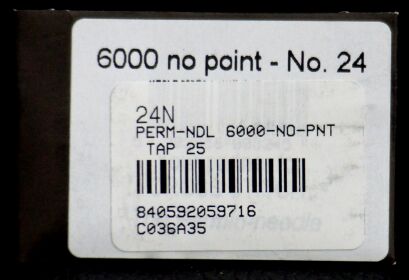 6000 no point - No. 24
24N
PERM-NDL 6000-NO-PNT
TAP 25
840592059716
C036A35